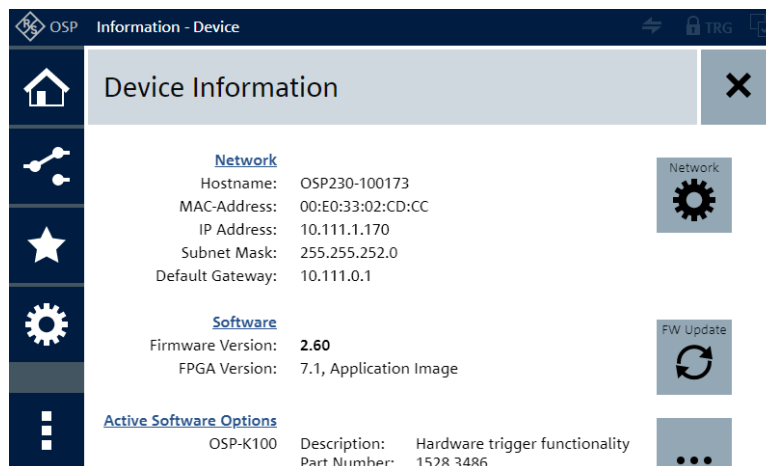 R&S OSP Information - Device TRG
Device Information
Network
Network
Hostname: OSP230-100173
MAC-Address: 00:E0:33:02:CD:CC
IP Address: 10.111.1.170
Subnet Mask: 255.255.252.0
Default Gateway: 10.111.0.1
Software
FW Update
Firmware Version: 2.60
FPGA Version: 7.1, Application Image
Active Software Options
OSP-K100 Description: Hardware trigger functionality
Part Number: 1528.3486